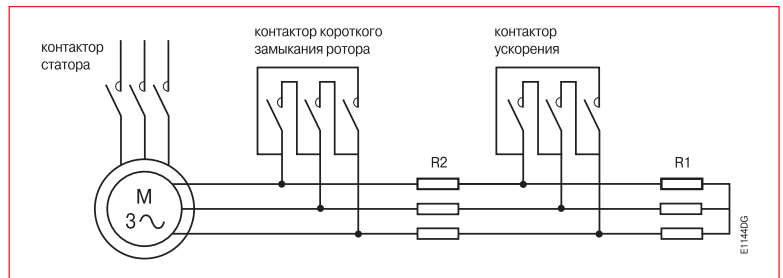 контактор
статора
контактор короткого
замыкания ротора
контактор
ускорения
R2
R1
M
3
E1144DG